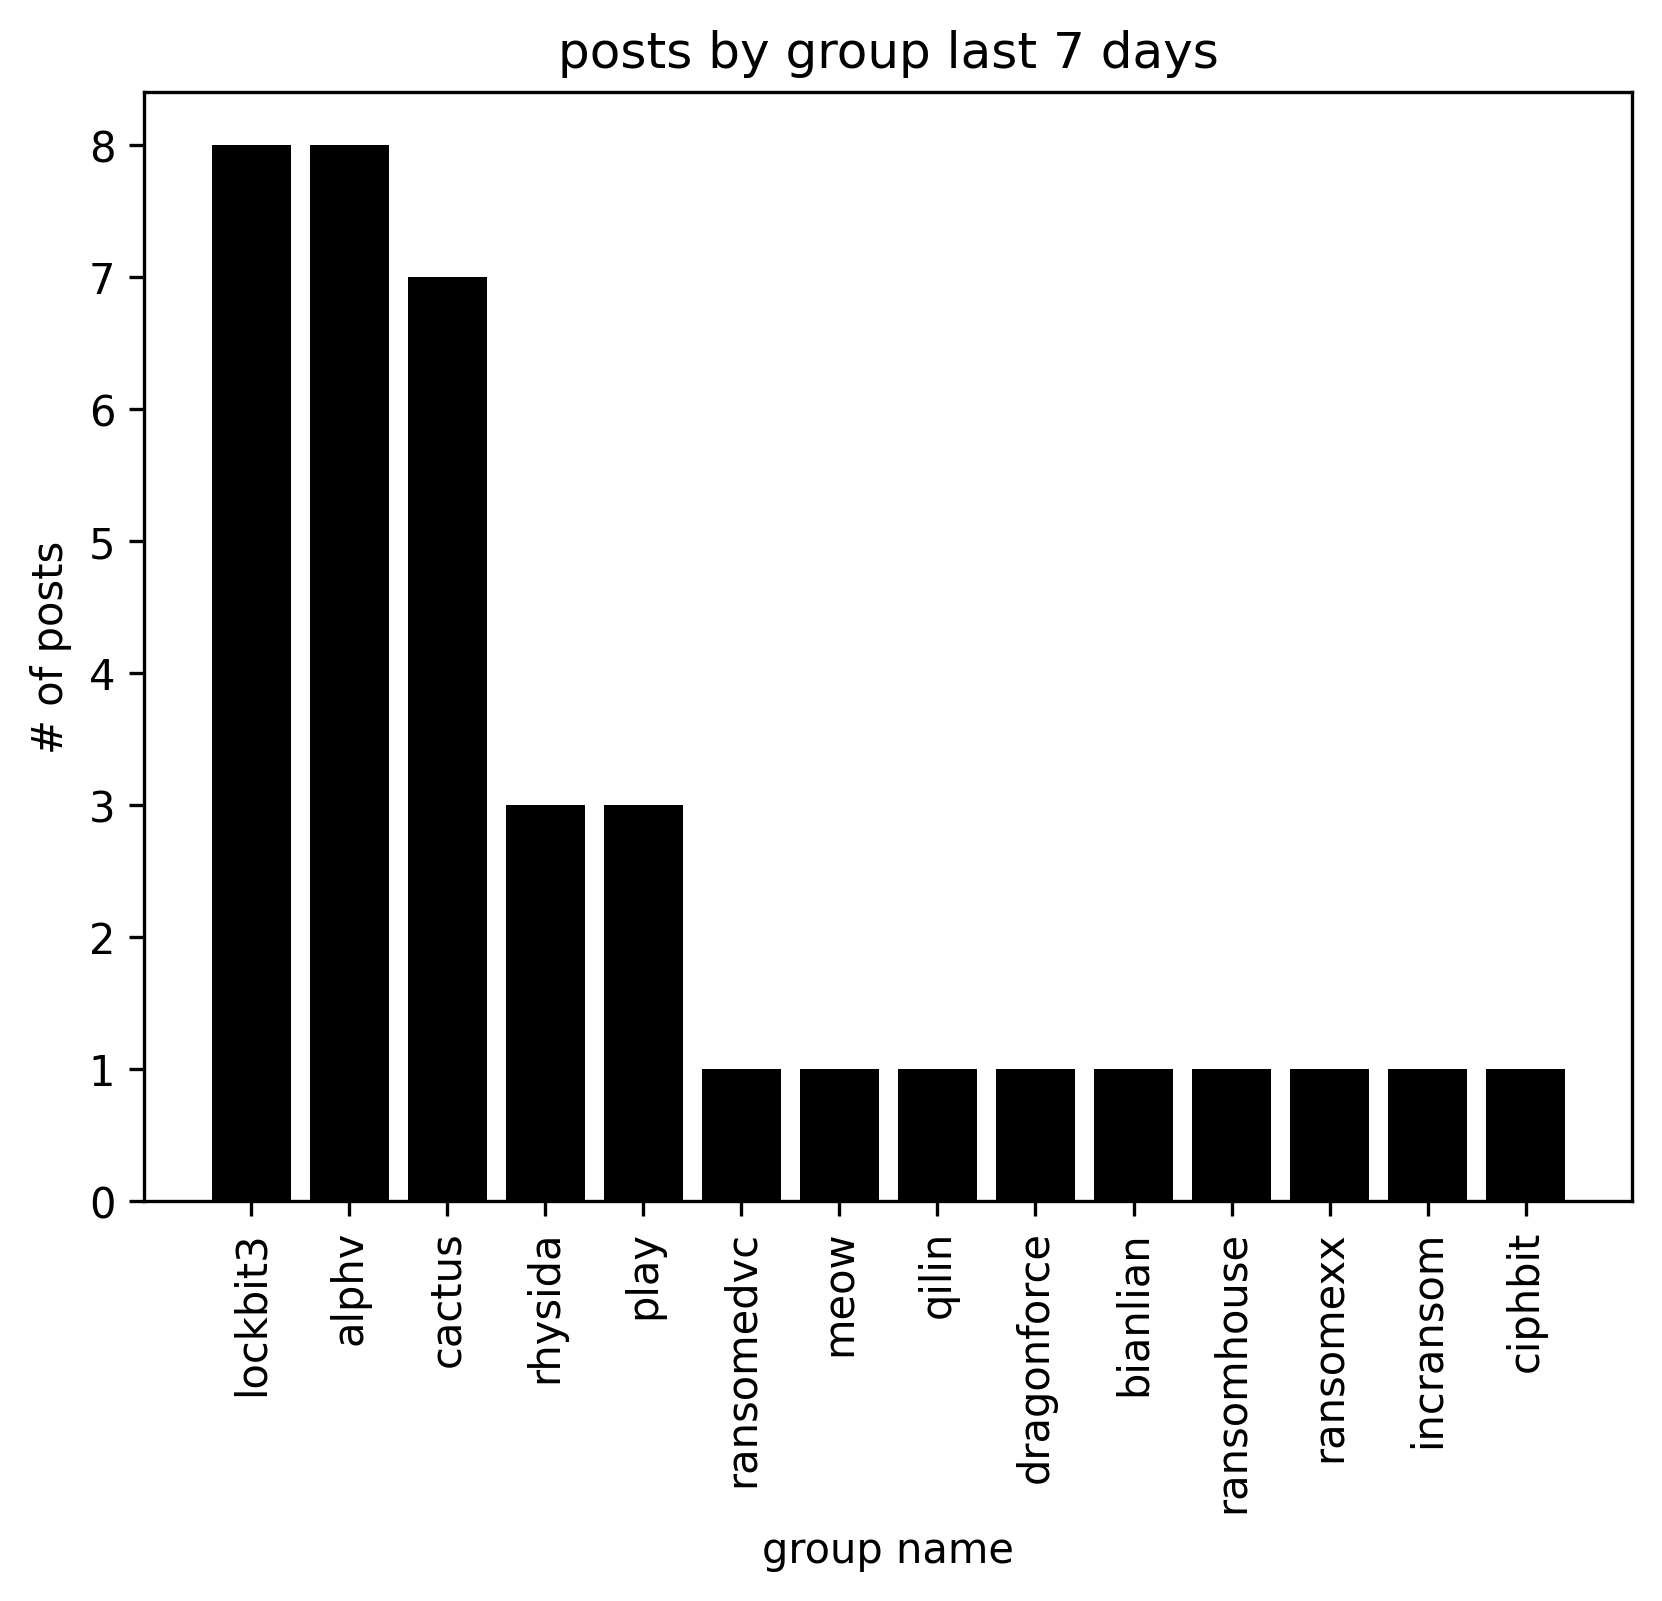 posts by group last 7 days
# of posts
8
7
6
5
4
3
2
1
0
lockbit3
alphv
cactus
rhysida
play
ransomedvc
meow
qilin
dragonforce
bianlian
ransomhouse
ransomexx
incransom
ciphbit
group name